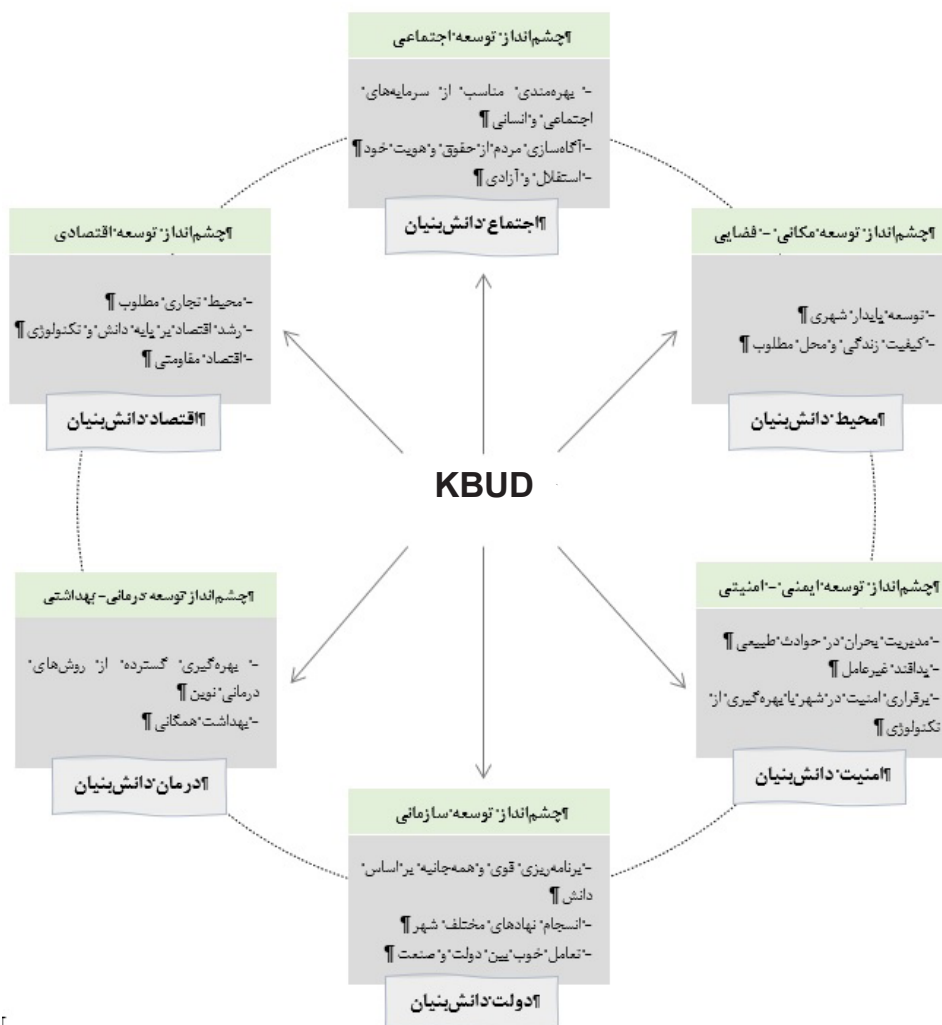 چشم‌انداز توسعه اجتماعی
- بهره‌مندی مناسب از سرمایه‌های
اجتماعی و انسانی
- آگاه‌سازی مردم از حقوق و هویت خود
- استقلال و آزادی
اجتماع دانش‌بنیان
چشم‌انداز توسعه مکانی - فضایی
- توسعه پایدار شهری
- کیفیت زندگی و محل مطلوب
محیط دانش‌بنیان
چشم‌انداز توسعه اقتصادی
- محیط تجاری مطلوب
- رشد اقتصاد بر پایه دانش و تکنولوژی
- اقتصاد مقاومتی
اقتصاد دانش‌بنیان
KBUD
چشم‌انداز توسعه ایمنی - امنیتی
- مدیریت بحران در حوادث طبیعی
- پدافند غیرعامل
- برقراری امنیت در شهر با بهره‌گیری از
تکنولوژی
امنیت دانش‌بنیان
چشم‌انداز توسعه درمانی - بهداشتی
- بهره‌گیری گسترده از روش‌های
درمانی نوین
- بهداشت همگانی
درمان دانش‌بنیان
چشم‌انداز توسعه سازمانی
- برنامه‌ریزی قوی و همه‌جانبه بر اساس
دانش
- انسجام نهادهای مختلف شهر
- تعامل خوب بین دولت و صنعت
دولت دانش‌بنیان